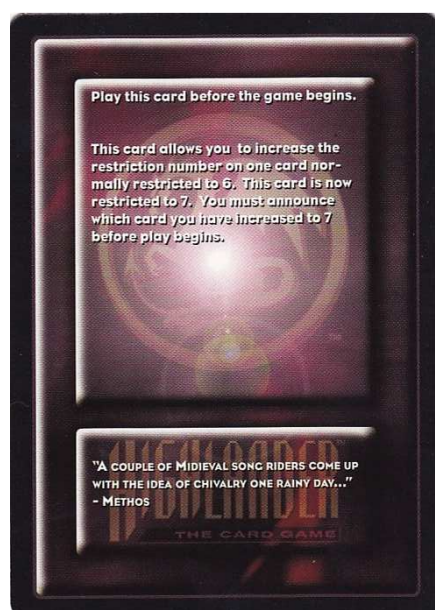 Play this card before the game begins.
This card allows you to increase the
restriction number on one card nor-
mally restricted to 6. This card is now
restricted to 7. You must announce
which card you have increased to 7
before play begins.
"A COUPLE OF MIDIEVAL SONG RIDERS COME UP
WITH THE IDEA OF CHIVALRY ONE RAINY DAY..."
- METHOS
HIGHLANDER
THE CARD GAME